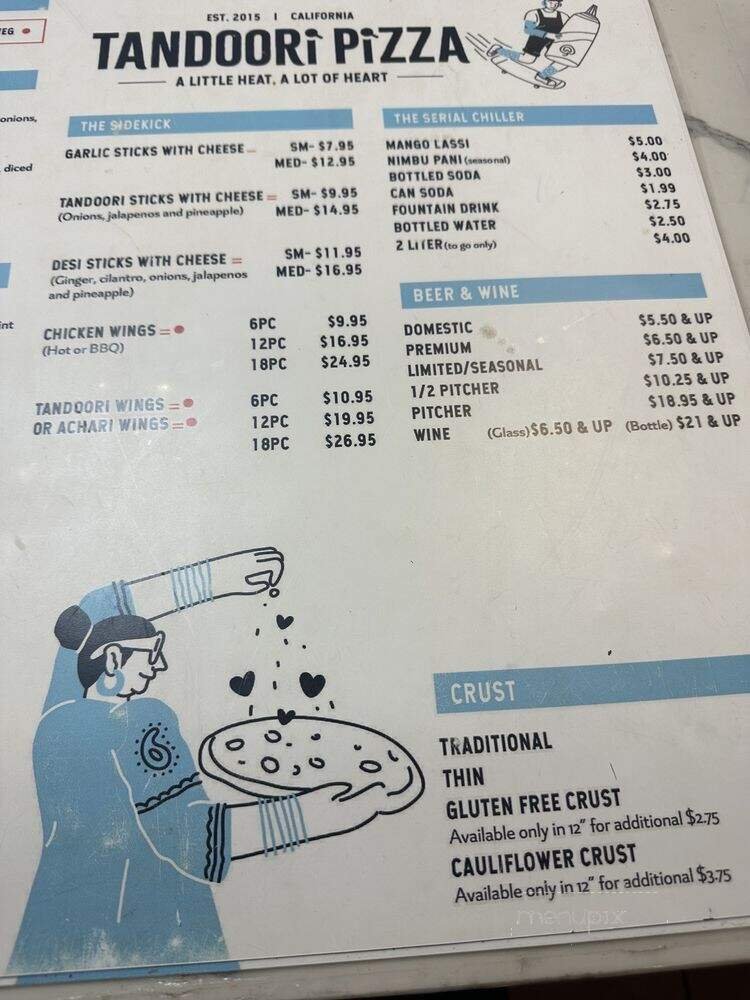 EST. 2015 | CALIFORNIA
TANDOORI PIZZA
A LITTLE HEAT, A LOT OF HEART
VEG
onions,
diced
int
THE SIDEKICK
GARLIC STICKS WITH CHEESE SM- $7.95
MED- $12.95
TANDOORI STICKS WITH CHEESE SM- $9.95
(Onions, jalapenos and pineapple) MED- $14.95
DESI STICKS WITH CHEESE SM- $11.95
(Ginger, cilantro, onions, jalapenos MED- $16.95
and pineapple)
CHICKEN WINGS 6PC $9.95
(Hot or BBQ) 12PC $16.95
18PC $24.95
TANDOORI WINGS 6PC $10.95
OR ACHARI WINGS 12PC $19.95
18PC $26.95
THE SERIAL CHILLER
MANGO LASSI $5.00
NIMBU PANI (seasonal) $4.00
BOTTLED SODA $3.00
CAN SODA $1.99
FOUNTAIN DRINK $2.75
BOTTLED WATER $2.50
2 LITER (to go only) $4.00
BEER & WINE
DOMESTIC $5.50 & UP
PREMIUM $6.50 & UP
LIMITED/SEASONAL $7.50 & UP
1/2 PITCHER $10.25 & UP
PITCHER $18.95 & UP
WINE (Glass) $6.50 & UP (Bottle) $21 & UP
CRUST
TRADITIONAL
THIN
GLUTEN FREE CRUST
Available only in 12" for additional $2.75
CAULIFLOWER CRUST
Available only in 12" for additional $3.75
menupix